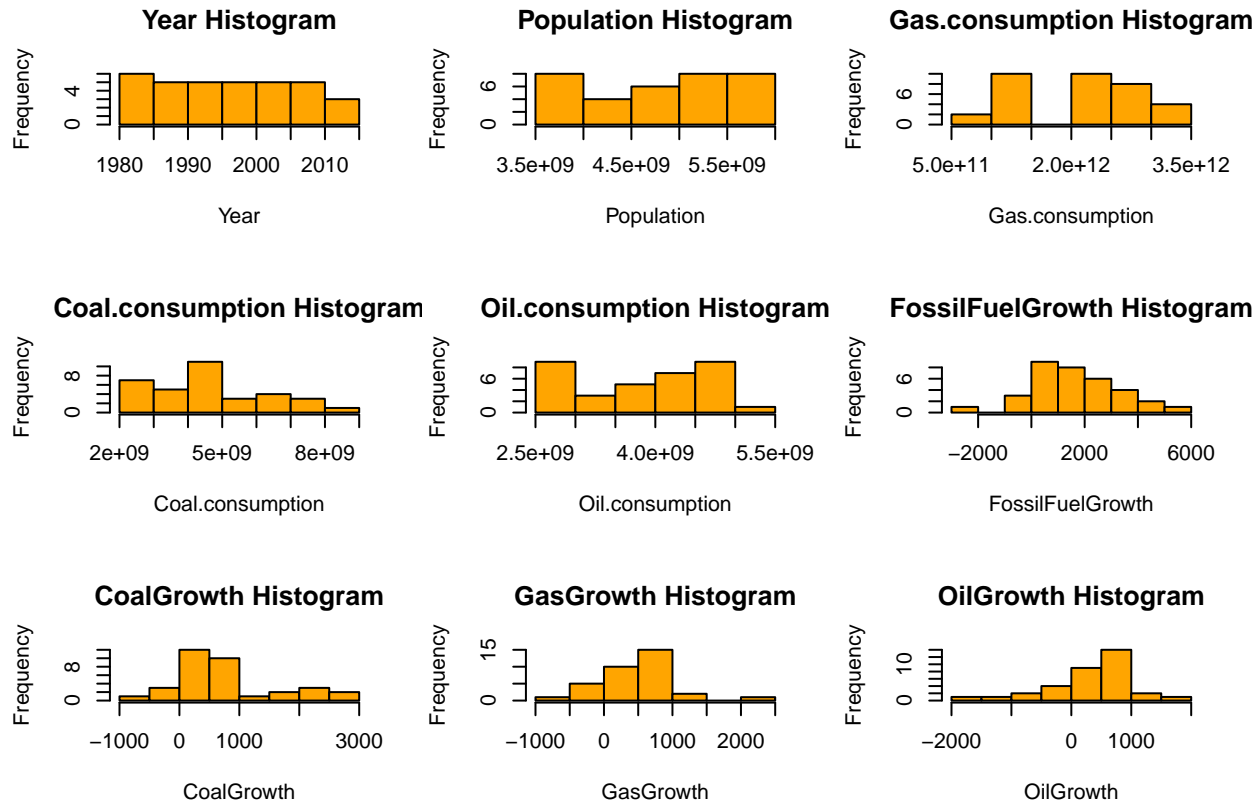 Year Histogram
Frequency
0 4
1980 1990 2000 2010
Year
Population Histogram
Frequency
0 6
3.5e+09 4.5e+09 5.5e+09
Population
Gas.consumption Histogram
Frequency
0 6
5.0e+11 2.0e+12 3.5e+12
Gas.consumption
Coal.consumption Histogram
Frequency
0 8
2e+09 5e+09 8e+09
Coal.consumption
Oil.consumption Histogram
Frequency
0 6
2.5e+09 4.0e+09 5.5e+09
Oil.consumption
FossilFuelGrowth Histogram
Frequency
0 6
−2000 2000 6000
FossilFuelGrowth
CoalGrowth Histogram
Frequency
0 8
−1000 0 1000 3000
CoalGrowth
GasGrowth Histogram
Frequency
0 15
−1000 0 1000 2000
GasGrowth
OilGrowth Histogram
Frequency
0 10
−2000 0 1000
OilGrowth